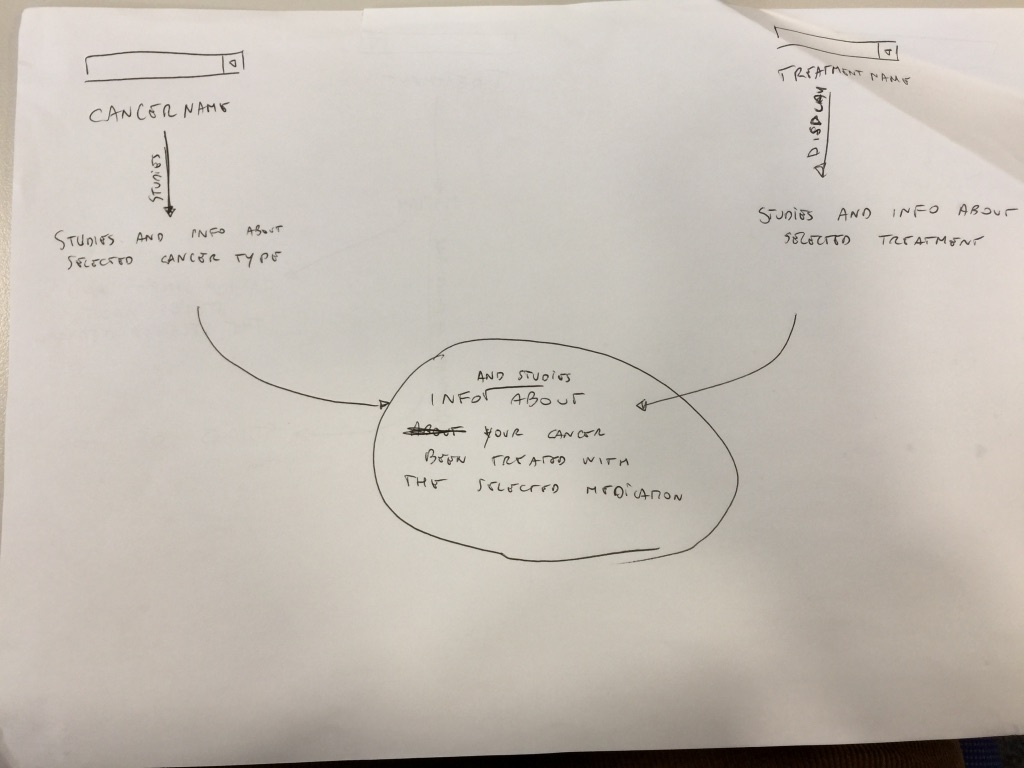 CANCER NAME
STUDIES
STUDIES AND INFO ABOUT
SELECTED CANCER TYPE
TREATMENT NAME
DISPLAY
STUDIES AND INFO ABOUT
SELECTED TREATMENT
AND STUDIES
INFO ABOUT
ABOUT YOUR CANCER
BEEN TREATED WITH
THE SELECTED MEDICATION